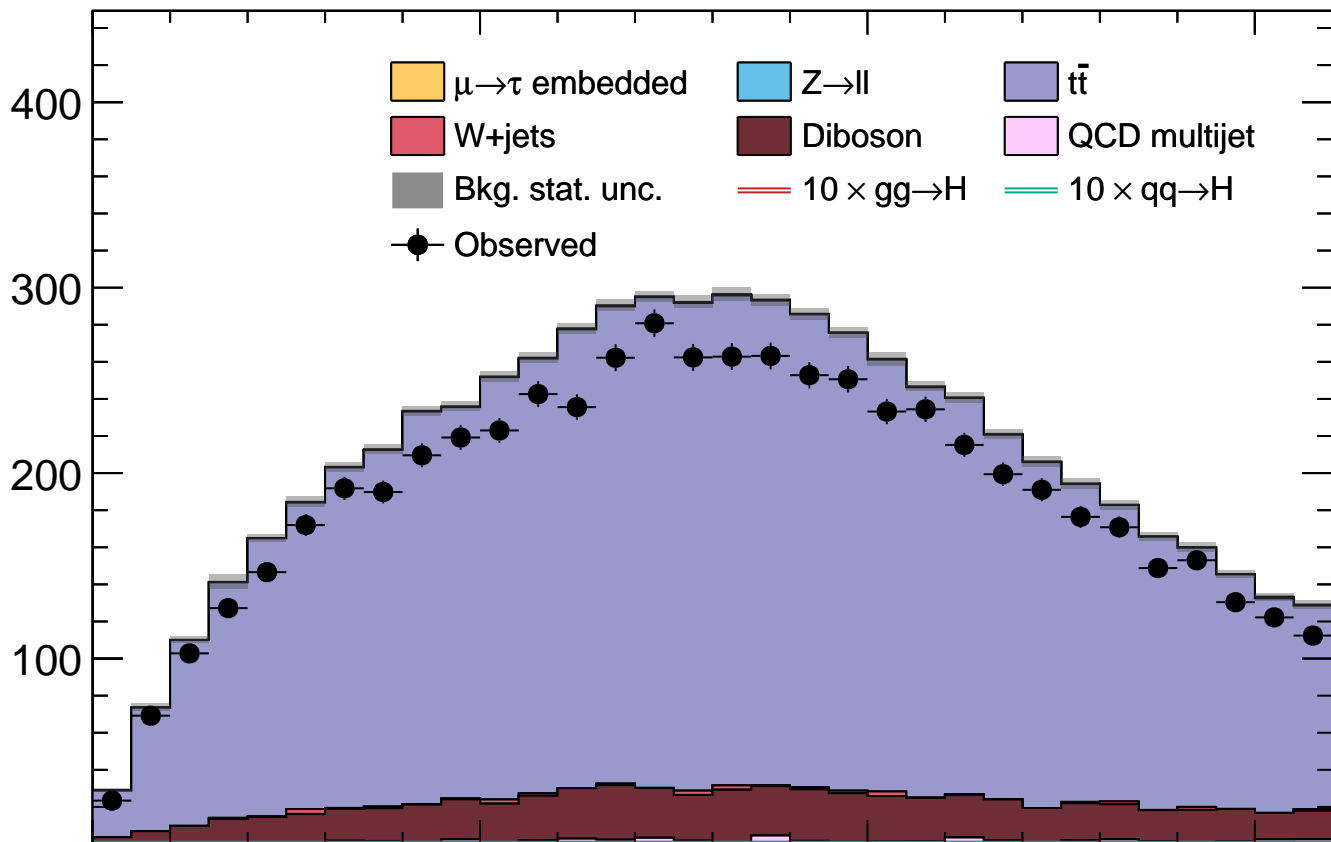 400
μ→τ embedded Z→ll tt̄
W+jets Diboson QCD multijet
Bkg. stat. unc. 10 × gg→H 10 × qq→H
Observed
300
200
100